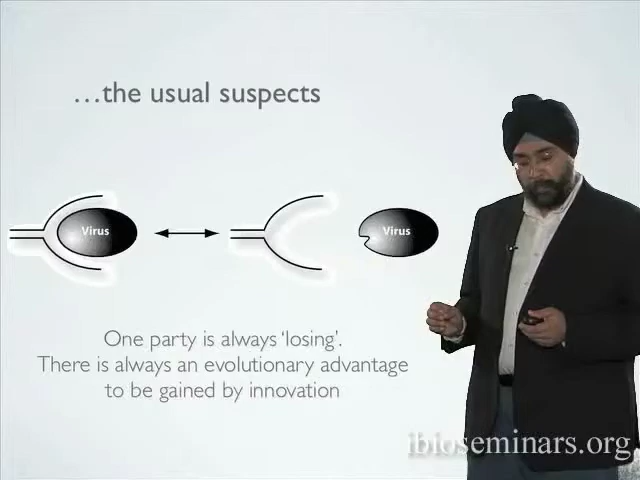 …the usual suspects
Virus
Virus
One party is always ‘losing’.
There is always an evolutionary advantage
to be gained by innovation
ibioseminars.org